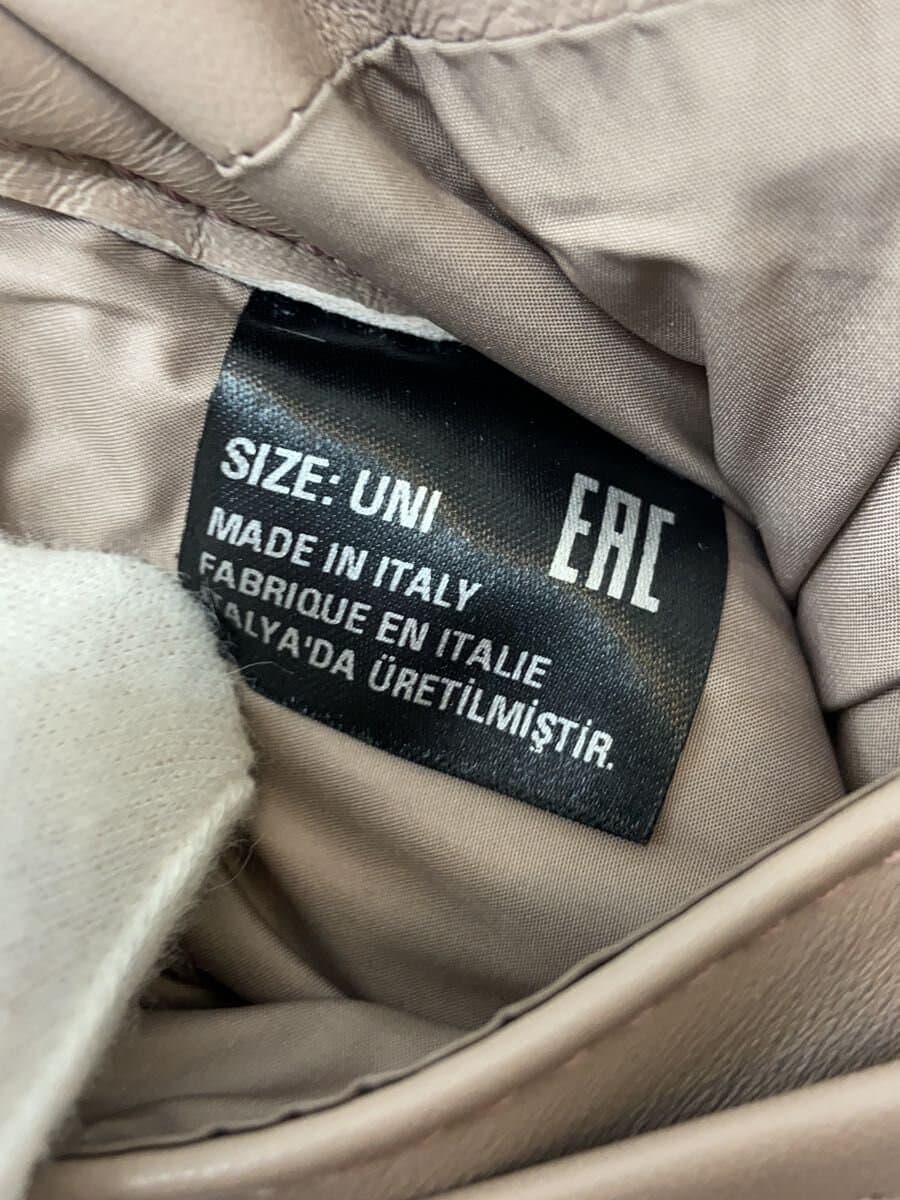 SIZE: UNI
EAC
MADE IN ITALY
FABRIQUE EN ITALIE
İTALYA'DA ÜRETİLMİŞTİR.